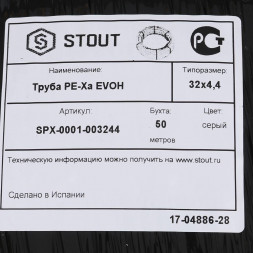 STOUT
РСТ
Наименование: Типоразмер:
Труба PE-Xa EVOH 32x4,4
Артикул: Бухта Цвет
SPX-0001-003244 50 серый
метров
Техническую информацию можно получить на www.stout.ru
Сделано в Испании
17-04886-28